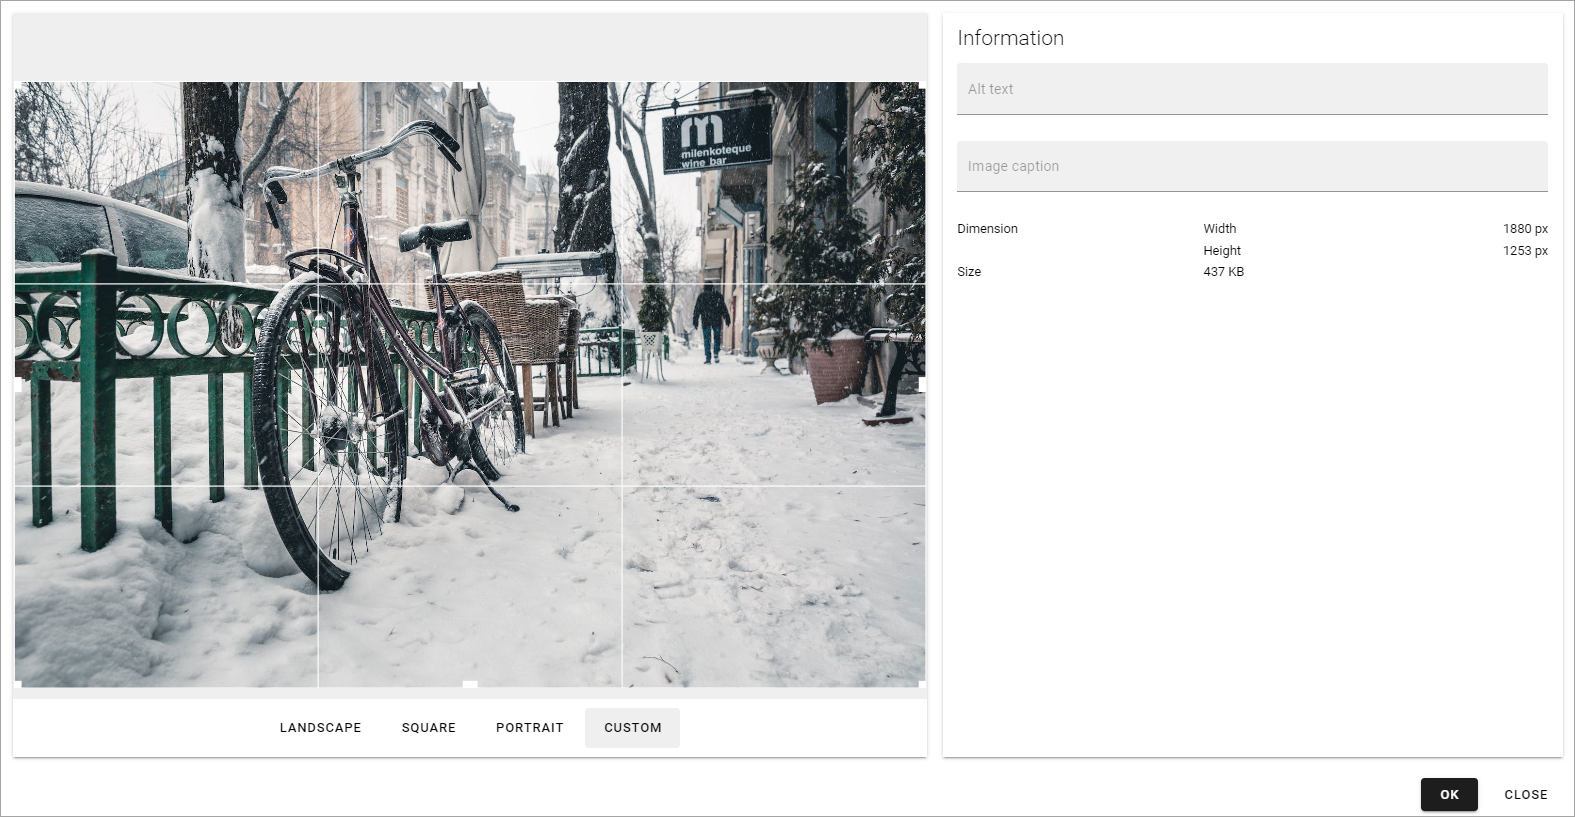 milenkoteque
wine bar
LANDSCAPE SQUARE PORTRAIT CUSTOM
Information
Alt text
Image caption
Dimension Width 1880 px
Height 1253 px
Size 437 KB
OK CLOSE